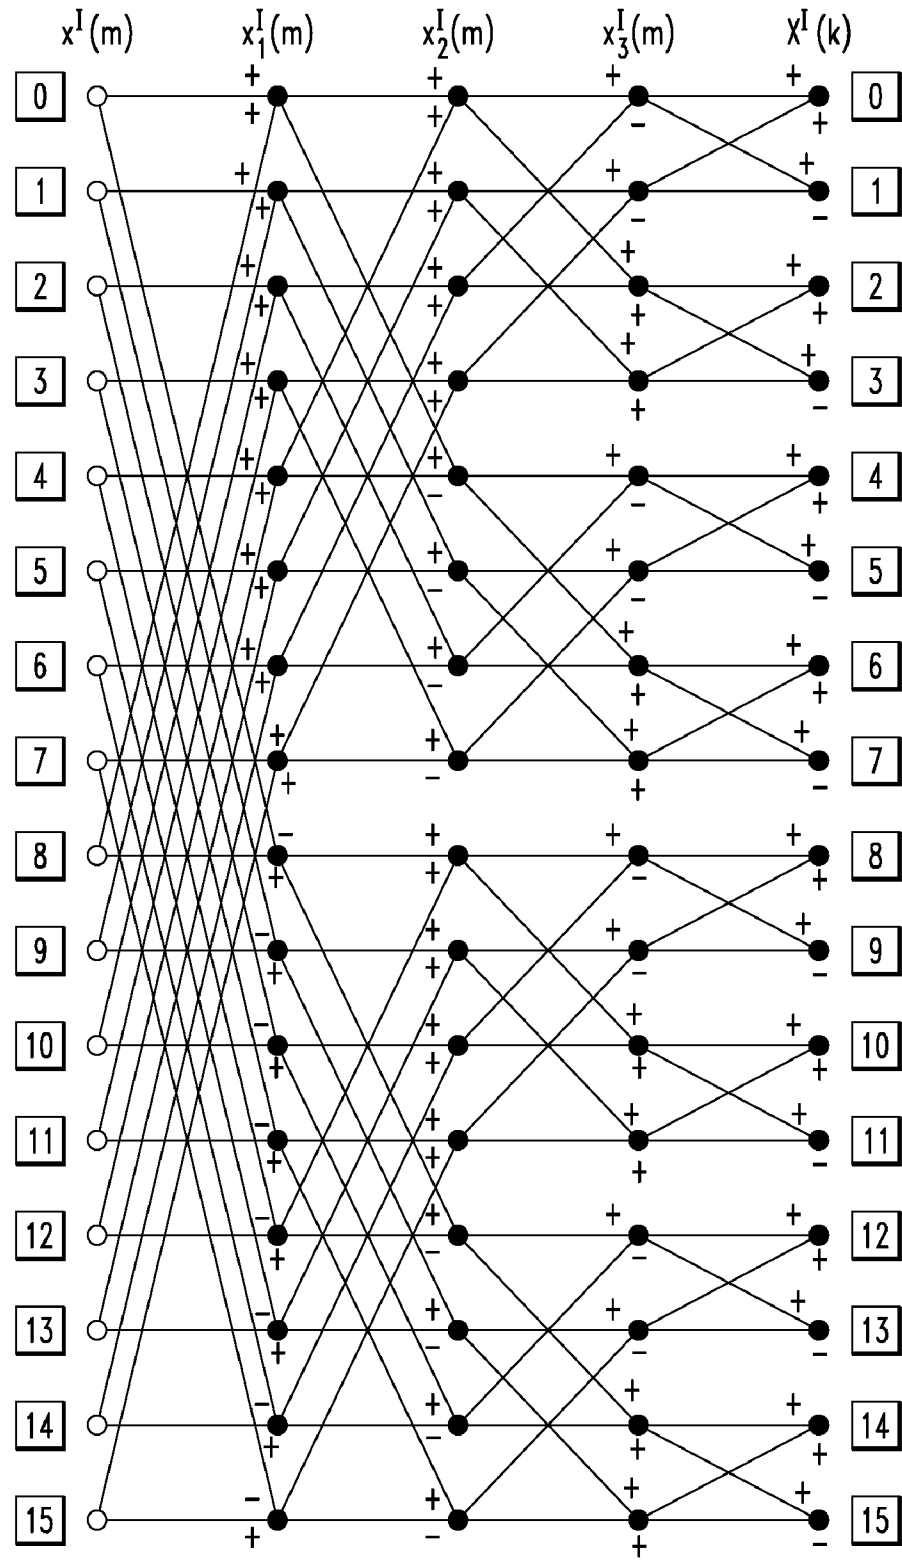 x^I(m) x_1^I(m) x_2^I(m) x_3^I(m) X^I(k)
+ + + +
0 0
+ + − +
+ + + +
1 1
+ + − −
+ + + +
2 2
+ + + +
+ + + +
3 3
+ + + −
+ + + +
4 4
+ − − +
+ + + +
5 5
+ − − −
+ + + +
6 6
+ − + +
+ + + +
7 7
+ − + −
− + + +
8 8
+ + − +
− + + +
9 9
+ + − −
− + + +
10 10
+ + + +
− + + +
11 11
+ + + −
− + + +
12 12
+ − − +
− + + +
13 13
+ − − −
− + + +
14 14
+ − + +
− + + +
15 15
+ − + −